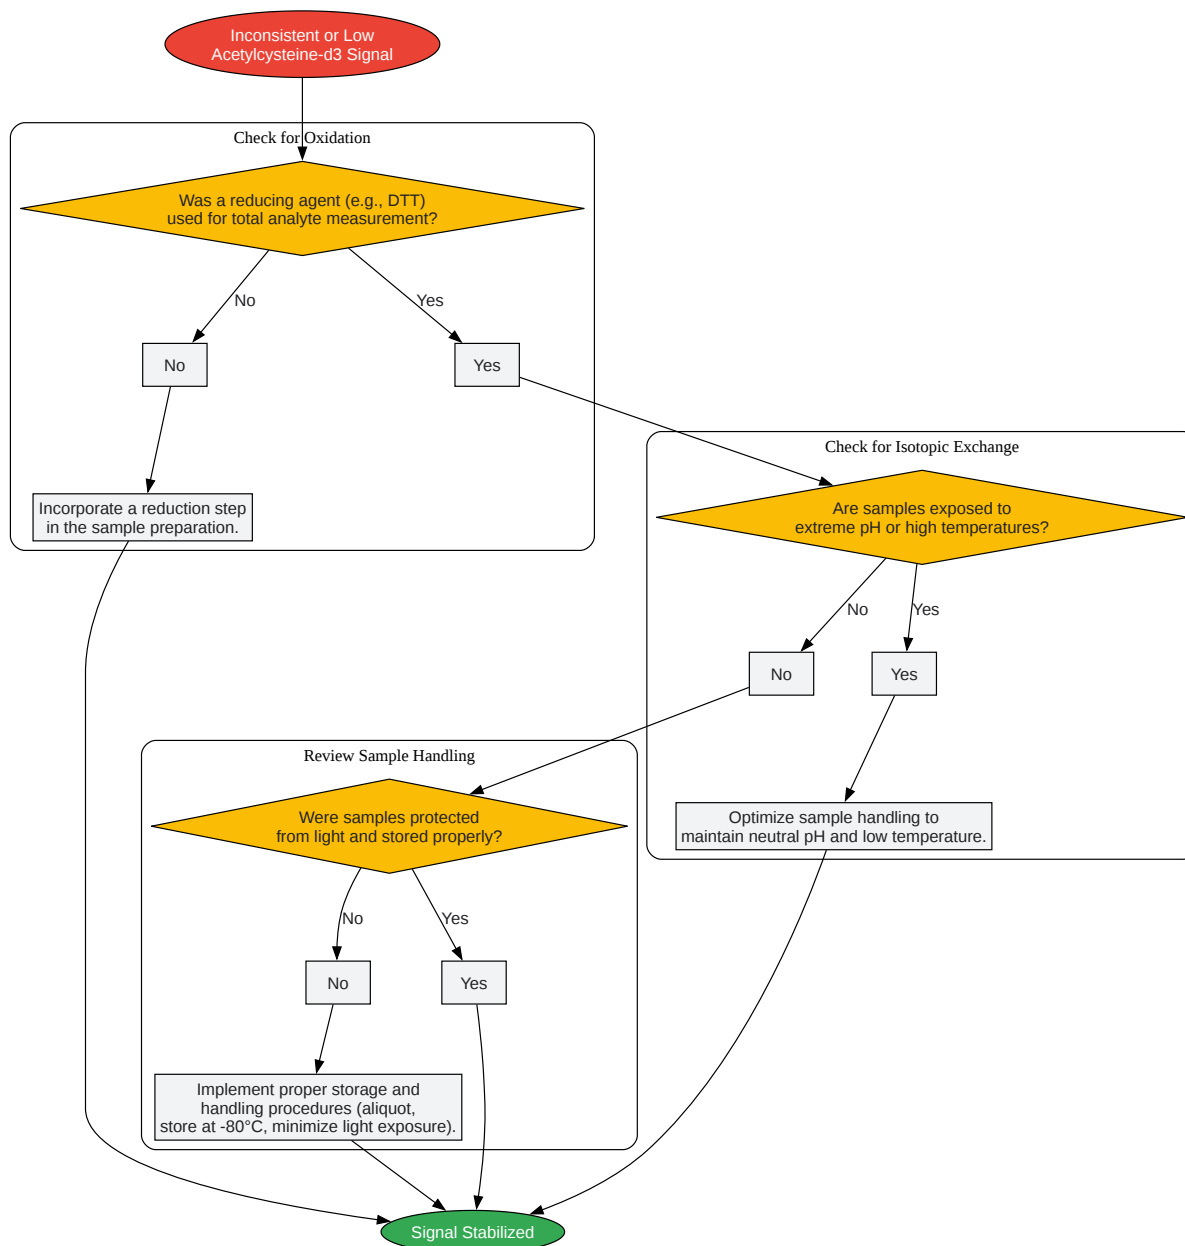 Inconsistent or Low
Acetylcysteine-d3 Signal
Check for Oxidation
Was a reducing agent (e.g., DTT)
used for total analyte measurement?
No
Yes
No
Yes
Incorporate a reduction step
in the sample preparation.
Check for Isotopic Exchange
Are samples exposed to
extreme pH or high temperatures?
No
Yes
No
Yes
Optimize sample handling to
maintain neutral pH and low temperature.
Review Sample Handling
Were samples protected
from light and stored properly?
No
Yes
No
Yes
Implement proper storage and
handling procedures (aliquot,
store at -80°C, minimize light exposure).
Signal Stabilized